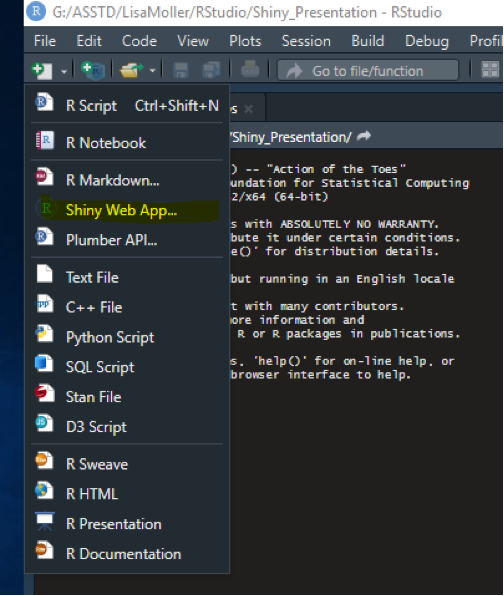 G:/ASSTD/LisaMoller/RStudio/Shiny_Presentation - RStudio
File Edit Code View Plots Session Build Debug Profil
Go to file/function
R Script Ctrl+Shift+N
R Notebook
R Markdown...
Shiny Web App...
Plumber API...
Text File
C++ File
Python Script
SQL Script
Stan File
D3 Script
R Sweave
R HTML
R Presentation
R Documentation
s ×
/Shiny_Presentation/
) -- "Action of the Toes"
undation for Statistical Computing
2/x64 (64-bit)
s with ABSOLUTELY NO WARRANTY.
bute it under certain conditions.
e()' for distribution details.
but running in an English locale
t with many contributors.
ore information and
R or R packages in publications.
s, 'help()' for on-line help, or
browser interface to help.